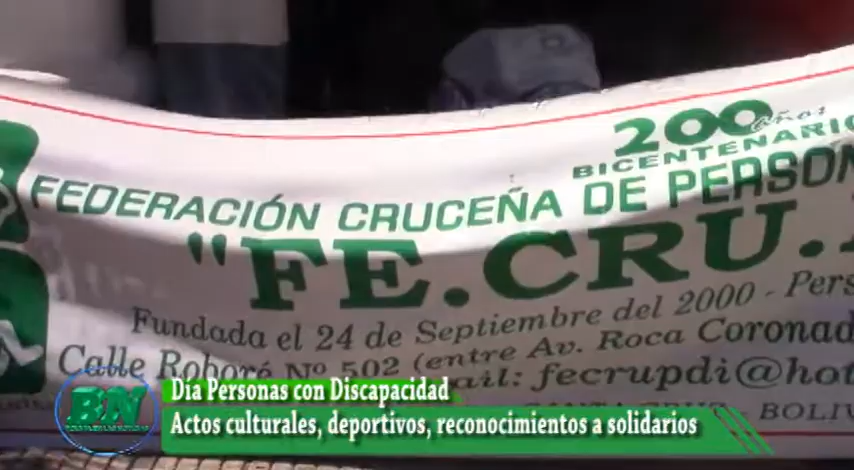 200 años
BICENTENARIO
FEDERACIÓN CRUCEÑA DE PERSON
"FE.CRU.
Fundada el 24 de Septiembre del 2000 - Pers
Calle Roboré Nº 502 (entre Av. Roca Coronad
ail: fecrupdi@hot
BOLIV
BN
Día Personas con Discapacidad
Actos culturales, deportivos, reconocimientos a solidarios